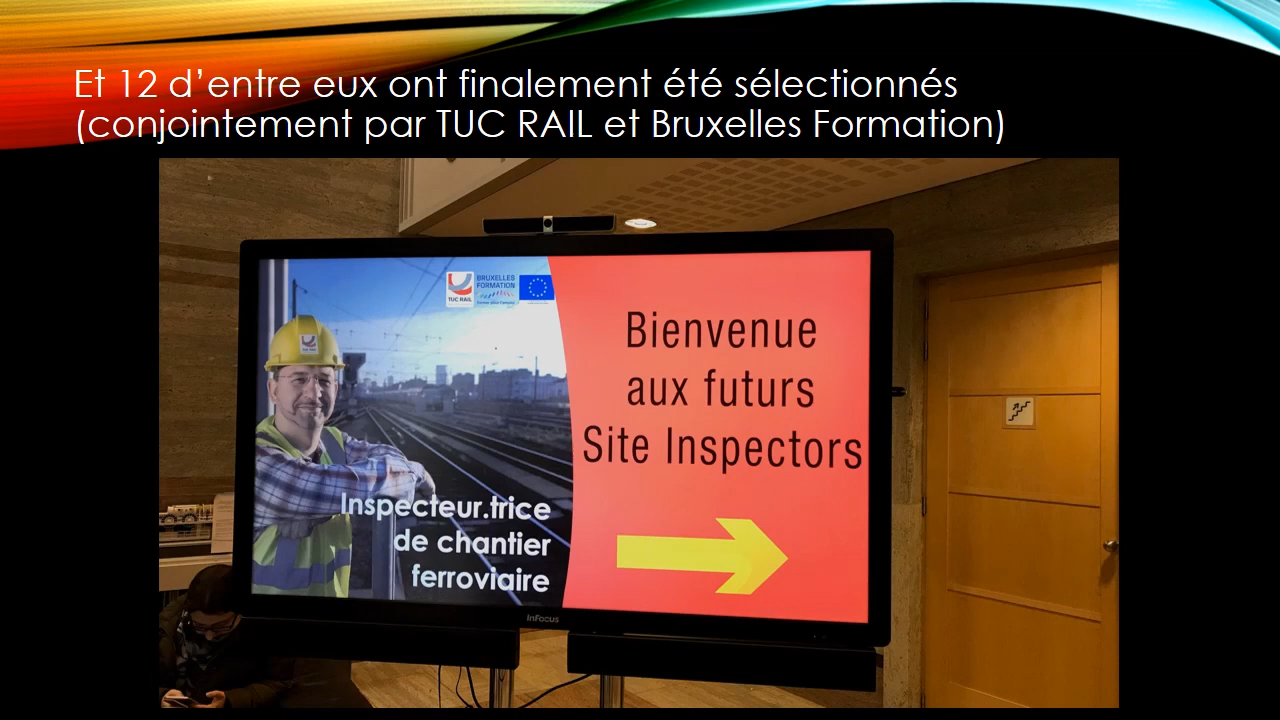 Et 12 d’entre eux ont finalement été sélectionnés
(conjointement par TUC RAIL et Bruxelles Formation)
TUC RAIL
BRUXELLES
FORMATION
Bienvenue
aux futurs
Site Inspectors
Inspecteur.trice
de chantier
ferroviaire
InFocus